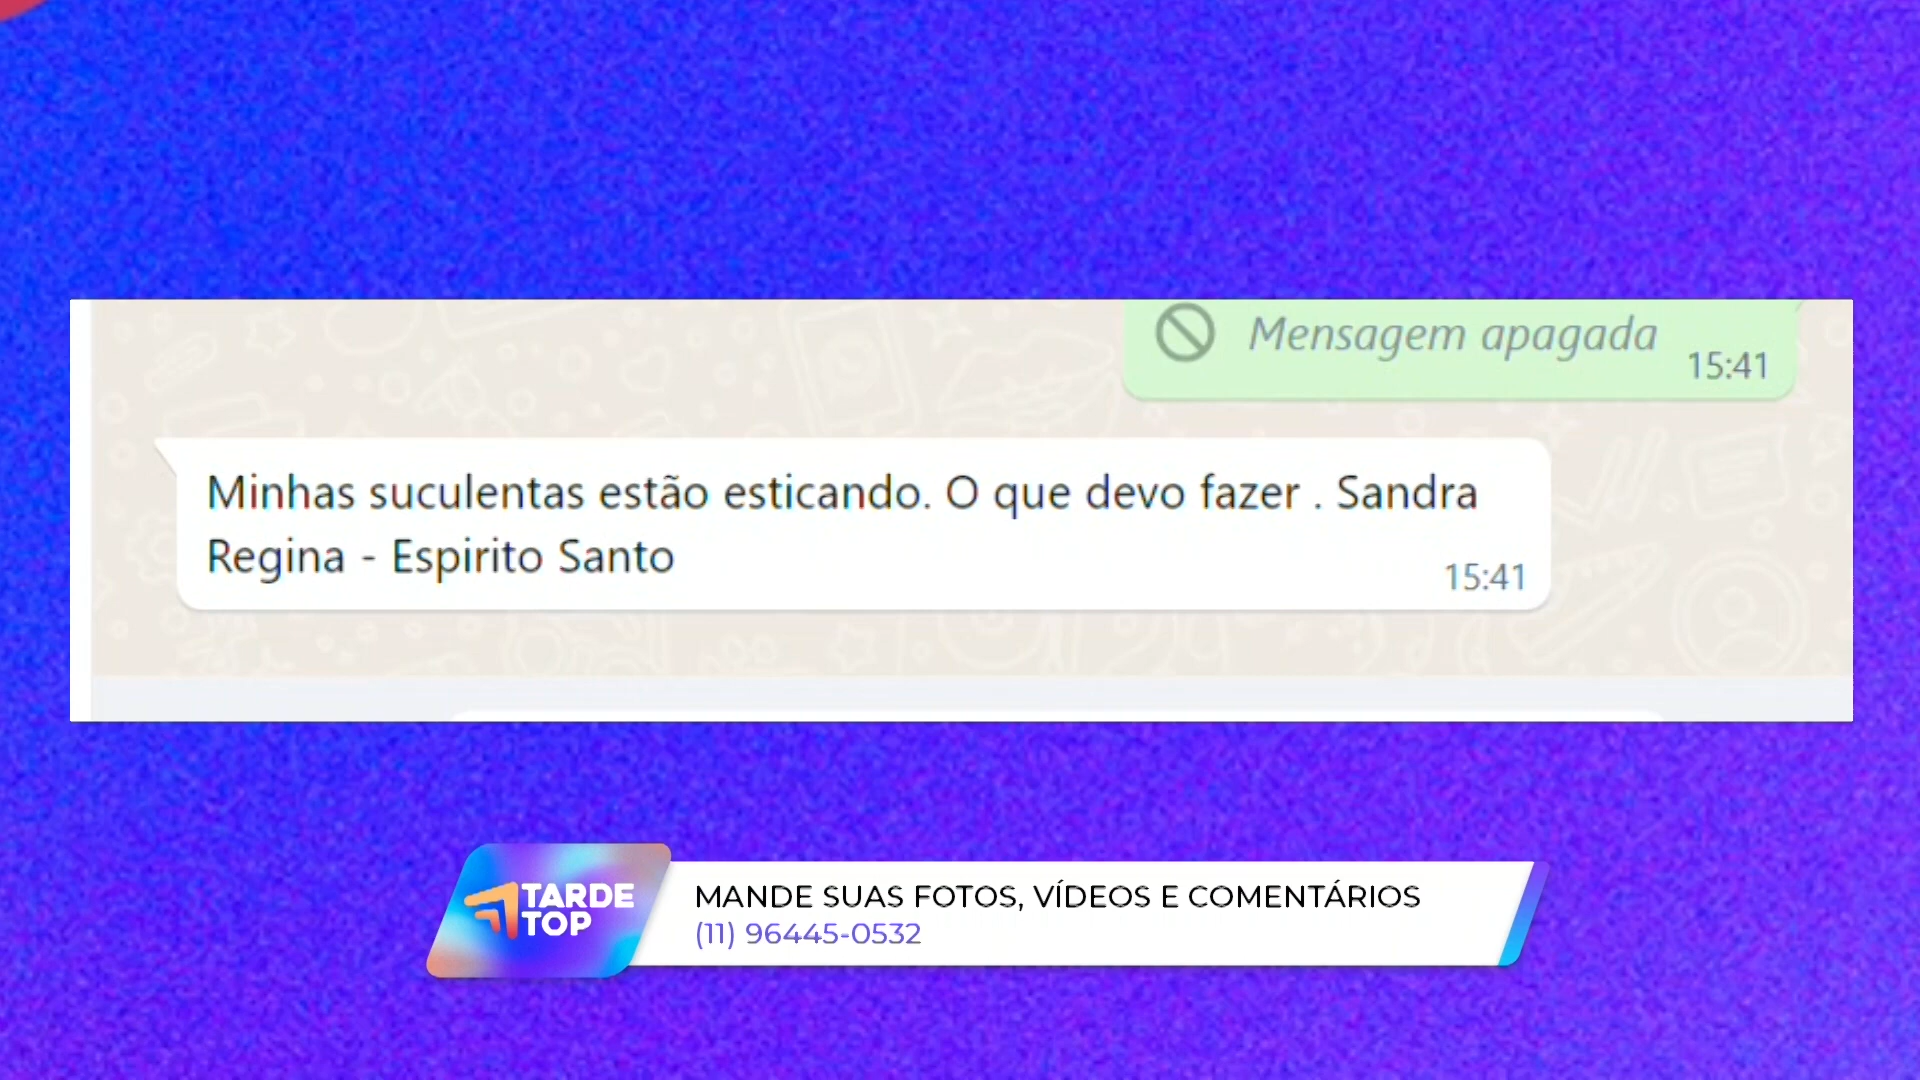 Mensagem apagada
15:41
Minhas suculentas estão esticando. O que devo fazer . Sandra
Regina - Espirito Santo
15:41
TARDE
TOP
MANDE SUAS FOTOS, VÍDEOS E COMENTÁRIOS
(11) 96445-0532